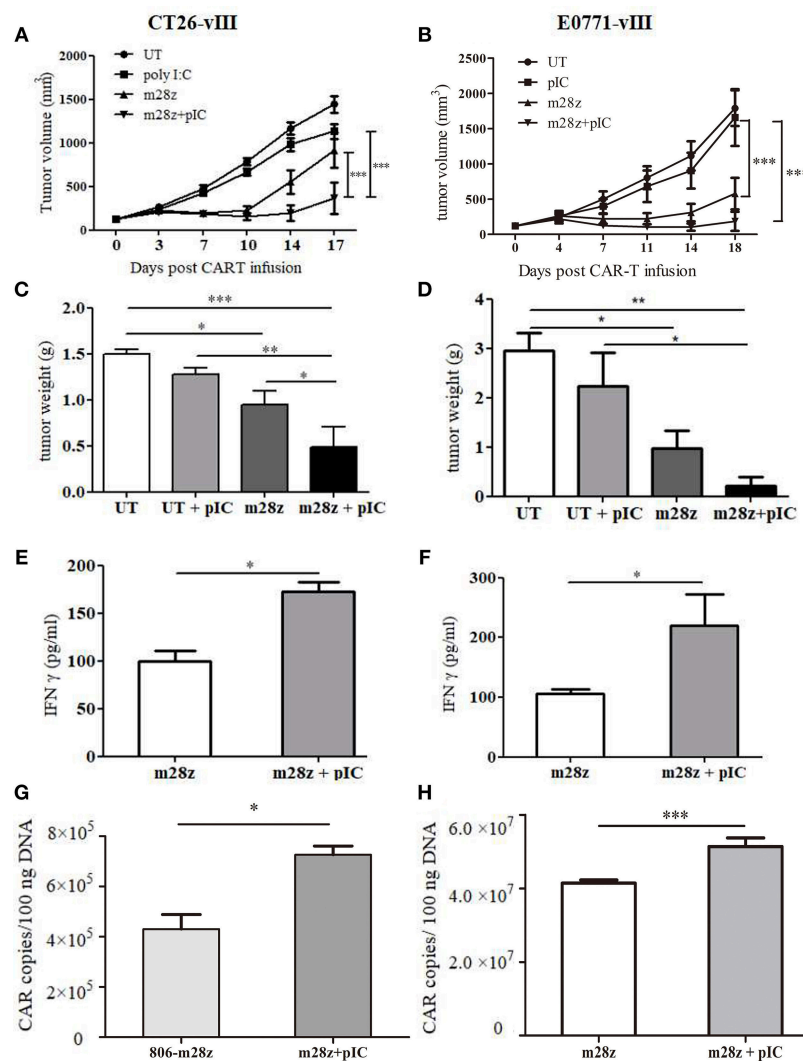 CT26-vIII
E0771-vIII
A
UT
poly I:C
m28z
m28z+pIC
Tumor volume (mm3)
2000
1500
1000
500
0
0 3 7 10 14 17
Days post CART infusion
***
***
B
UT
pIC
m28z
m28z+pIC
tumor volume (mm3)
2500
2000
1500
1000
500
0
0 4 7 11 14 18
Days post CAR-T infusion
***
**
C
***
*
**
*
tumor weight (g)
2.0
1.5
1.0
0.5
0.0
UT UT + pIC m28z m28z + pIC
D
**
*
*
tumor weight (g)
4
3
2
1
0
UT UT + pIC m28z m28z+pIC
E
*
IFN γ (pg/ml)
200
150
100
50
0
m28z m28z + pIC
F
*
IFN γ (pg/ml)
300
200
100
0
m28z m28z + pIC
G
*
CAR copies/100 ng DNA
8×10⁵
6×10⁵
4×10⁵
2×10⁵
0
806-m28z m28z+pIC
H
***
CAR copies/ 100 ng DNA
6.0 ×10⁷
4.0 ×10⁷
2.0 ×10⁷
0
m28z m28z + pIC